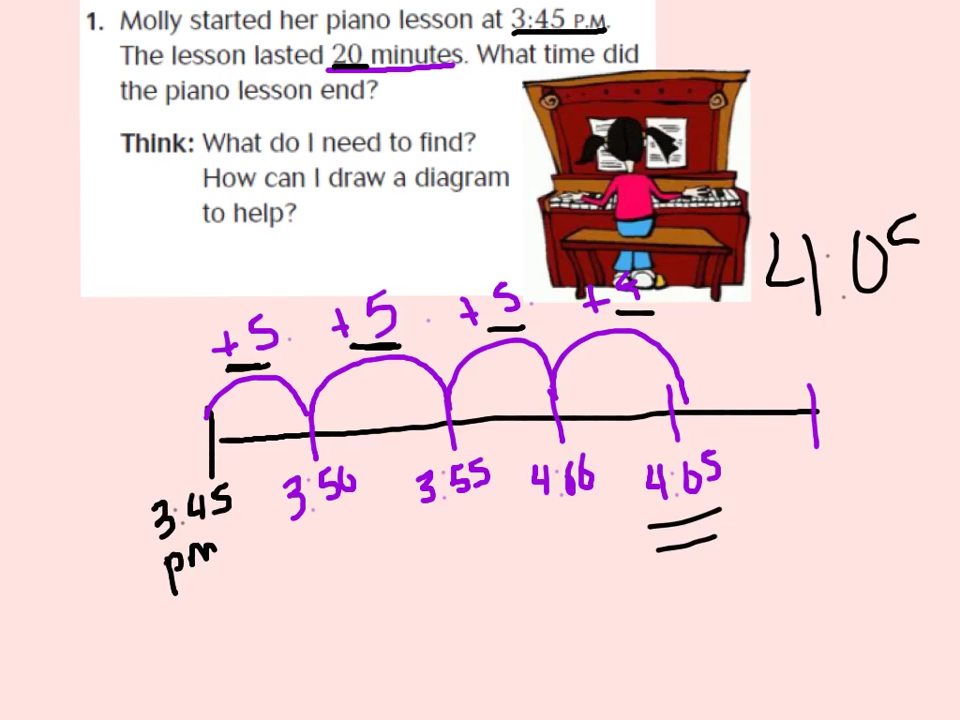 1. Molly started her piano lesson at 3:45 P.M.
The lesson lasted 20 minutes. What time did
the piano lesson end?
Think: What do I need to find?
How can I draw a diagram
to help?
4:05
+5 +5 +5 +5
3:45 3:50 3:55 4:00 4:05
pm